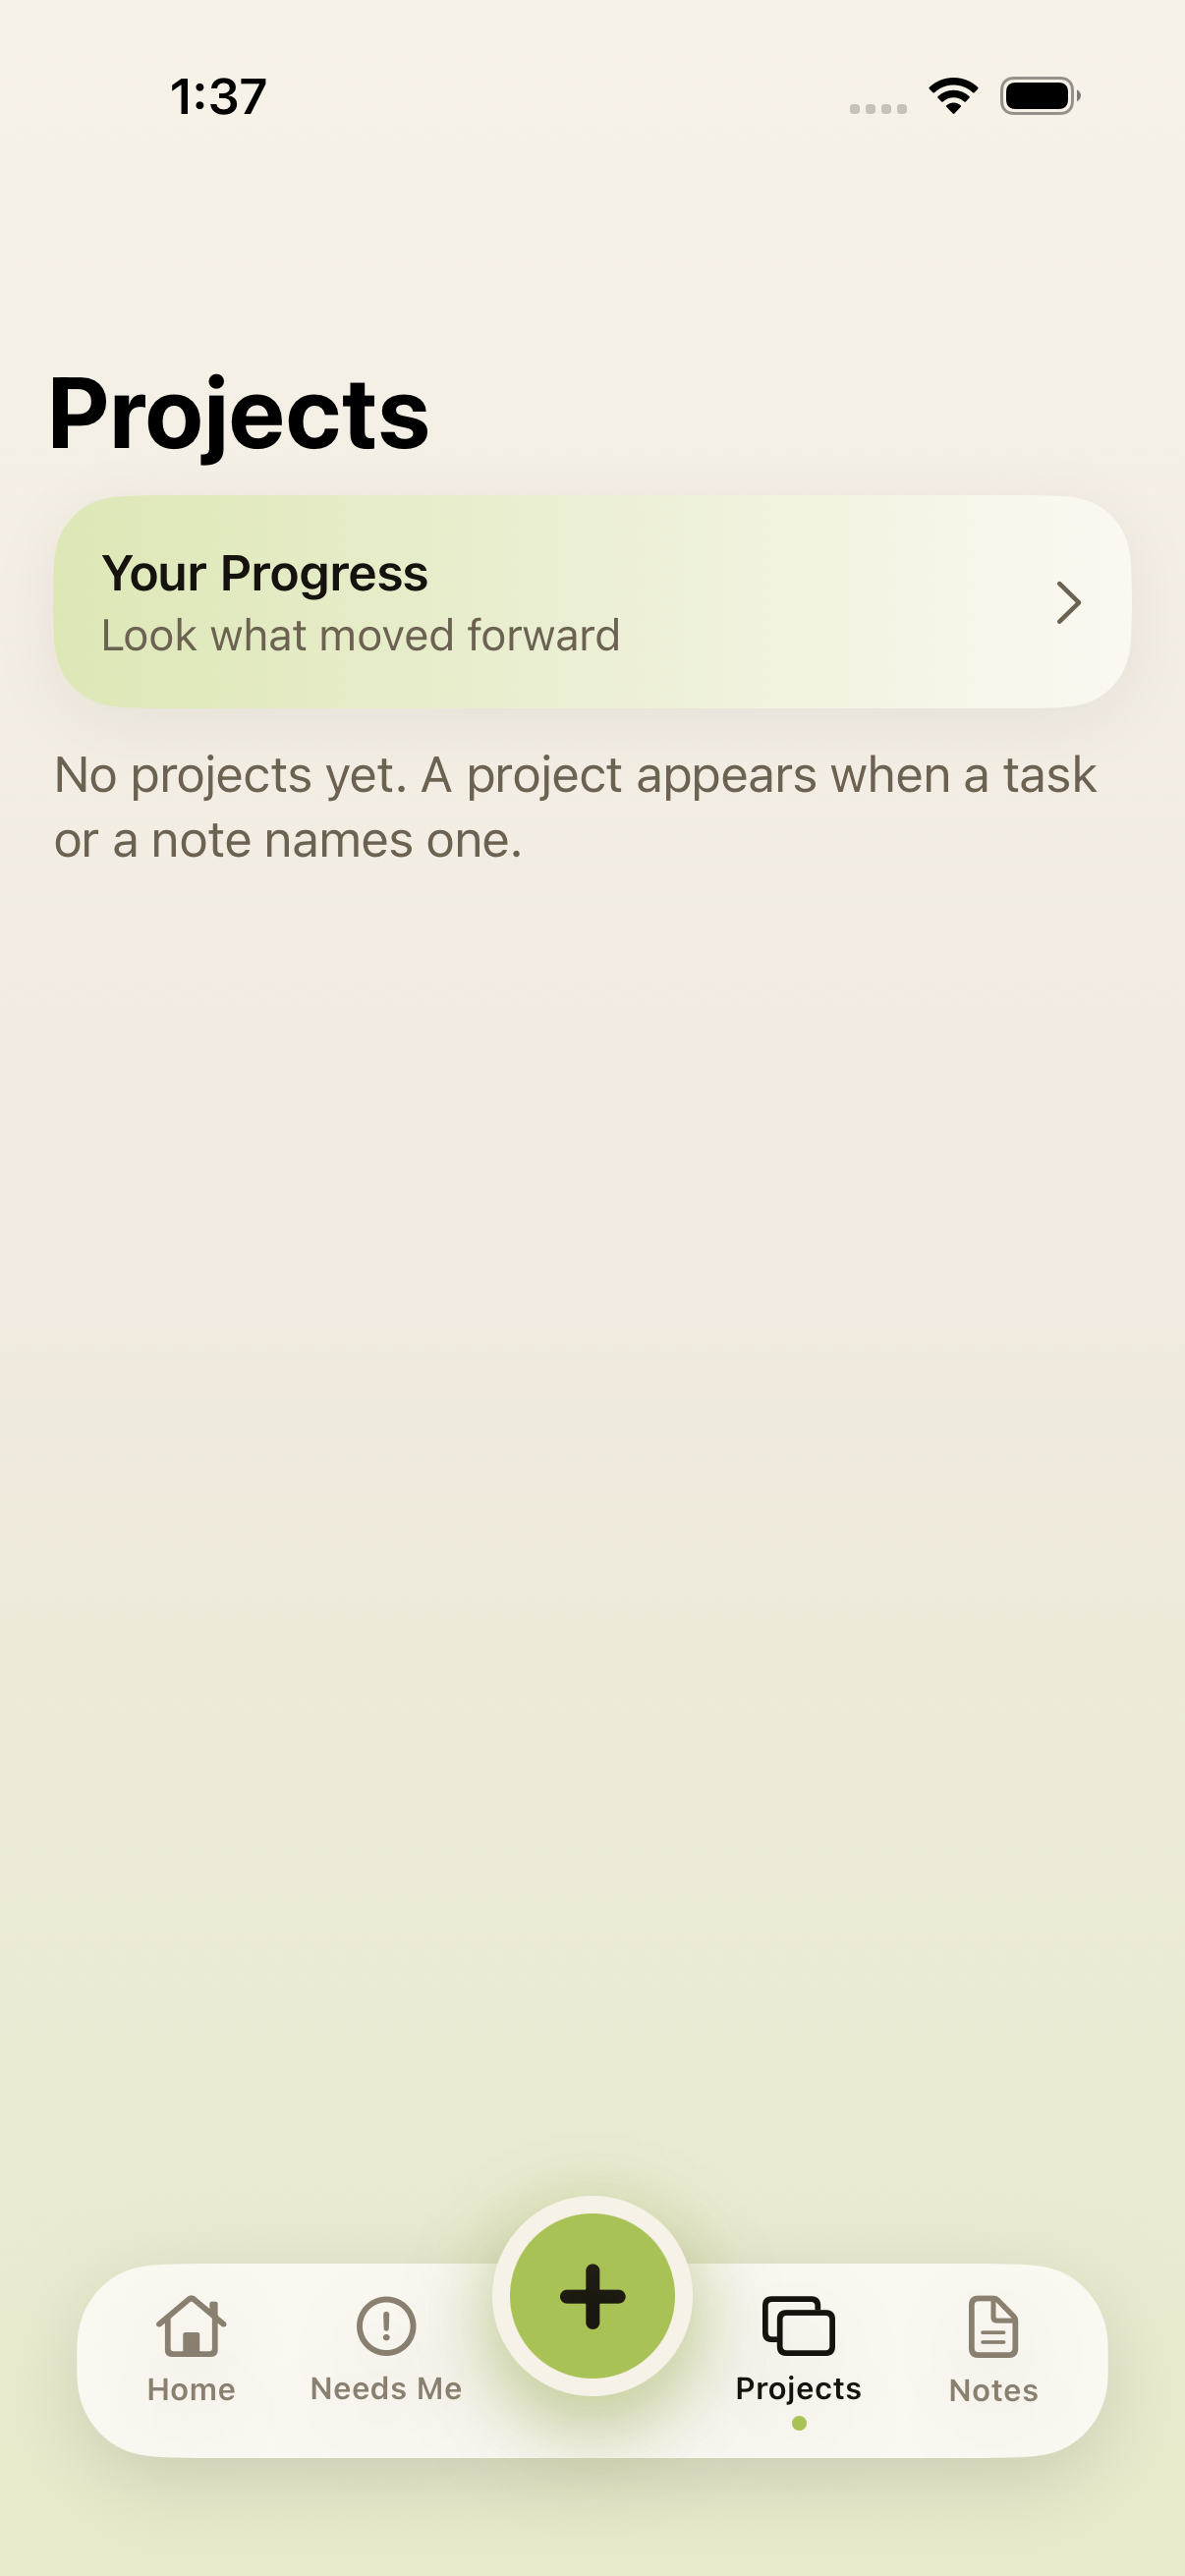 1:37
Projects
Your Progress
Look what moved forward
No projects yet. A project appears when a task
or a note names one.
Home
Needs Me
Projects
Notes